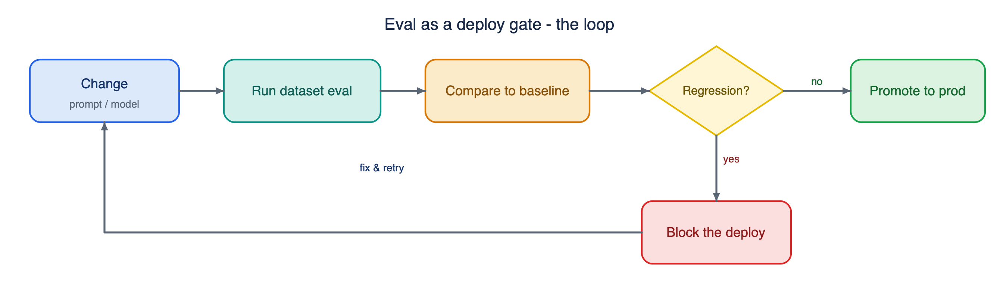 Eval as a deploy gate - the loop
Change
prompt / model
Run dataset eval
Compare to baseline
Regression?
no
Promote to prod
yes
fix & retry
Block the deploy